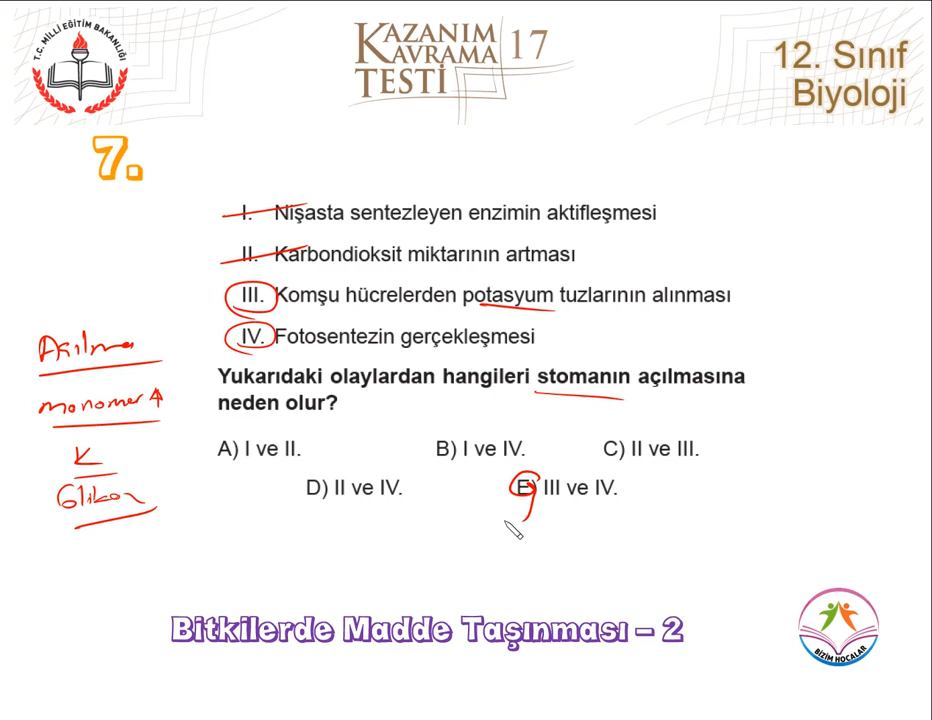 T.C. MİLLİ EĞİTİM BAKANLIĞI
KAZANIM
KAVRAMA
TESTİ
17
12. Sınıf
Biyoloji
7.
I. Nişasta sentezleyen enzimin aktifleşmesi
II. Karbondioksit miktarının artması
III. Komşu hücrelerden potasyum tuzlarının alınması
IV. Fotosentezin gerçekleşmesi
Açılma
monomer ↑
K
Glikoz
Yukarıdaki olaylardan hangileri stomanın açılmasına
neden olur?
A) I ve II. B) I ve IV. C) II ve III.
D) II ve IV. E) III ve IV.
Bitkilerde Madde Taşınması – 2
BİZİM HOCALAR